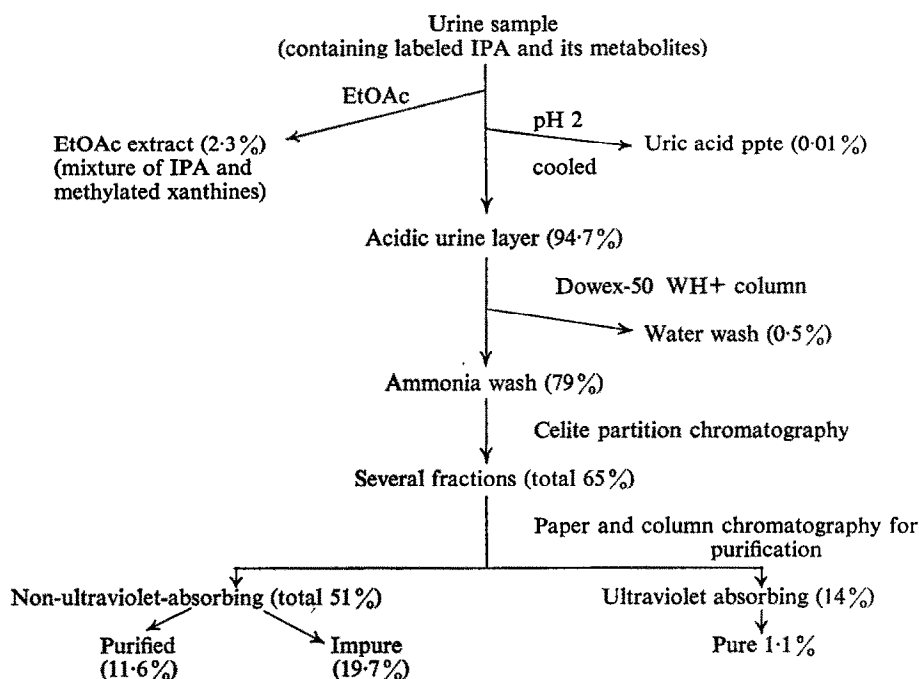 Urine sample
(containing labeled IPA and its metabolites)
EtOAc
EtOAc extract (2·3%)
(mixture of IPA and
methylated xanthines)
pH 2
cooled
Uric acid ppte (0·01%)
Acidic urine layer (94·7%)
Dowex-50 WH+ column
Water wash (0·5%)
Ammonia wash (79%)
Celite partition chromatography
Several fractions (total 65%)
Paper and column chromatography for
purification
Non-ultraviolet-absorbing (total 51%)
Purified
(11·6%)
Impure
(19·7%)
Ultraviolet absorbing (14%)
Pure 1·1%